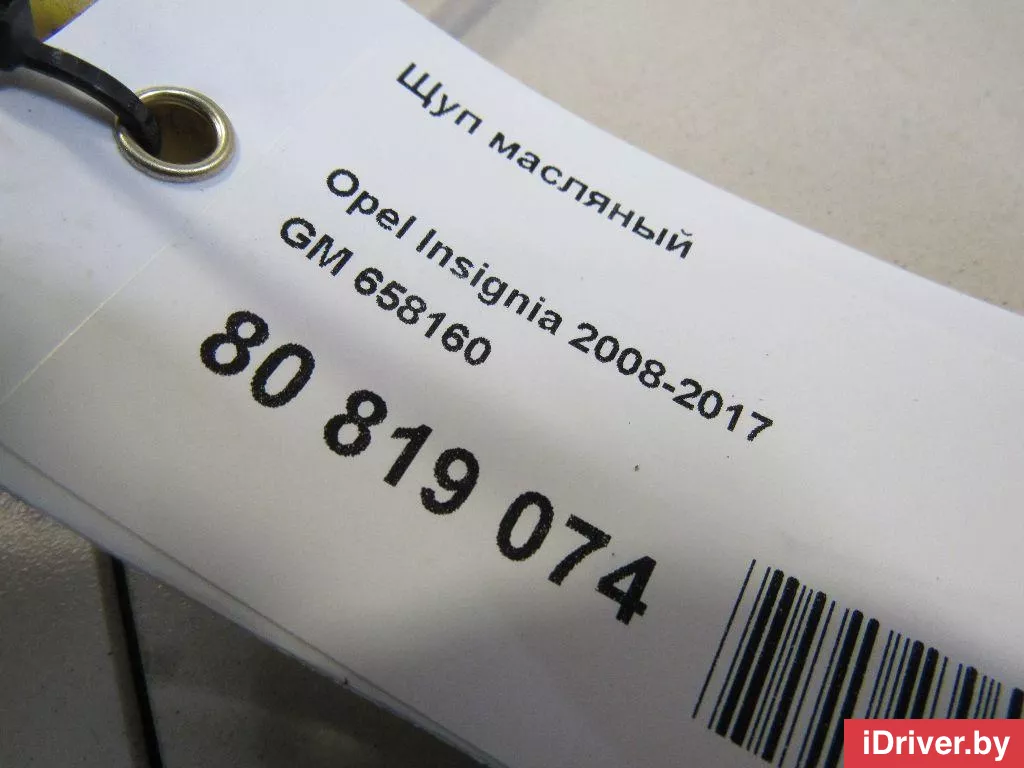 Щуп масляный
Opel Insignia 2008-2017
GM 658160
80 819 074
iDriver.by